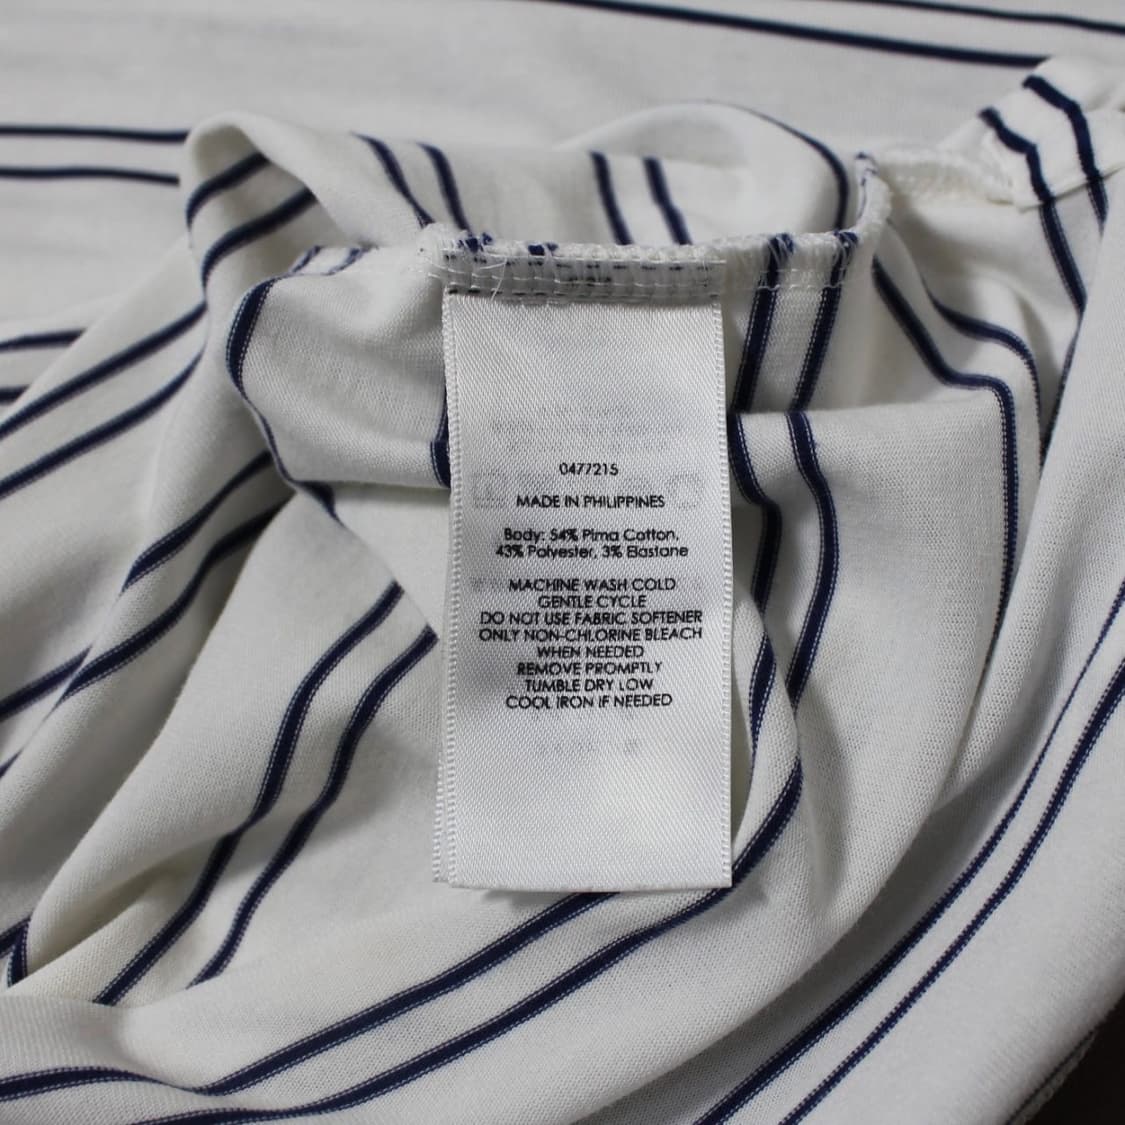 0477215
MADE IN PHILIPPINES
Body: 54% Pima Cotton,
43% Polyester, 3% Elastane
MACHINE WASH COLD
GENTLE CYCLE
DO NOT USE FABRIC SOFTENER
ONLY NON-CHLORINE BLEACH
WHEN NEEDED
REMOVE PROMPTLY
TUMBLE DRY LOW
COOL IRON IF NEEDED